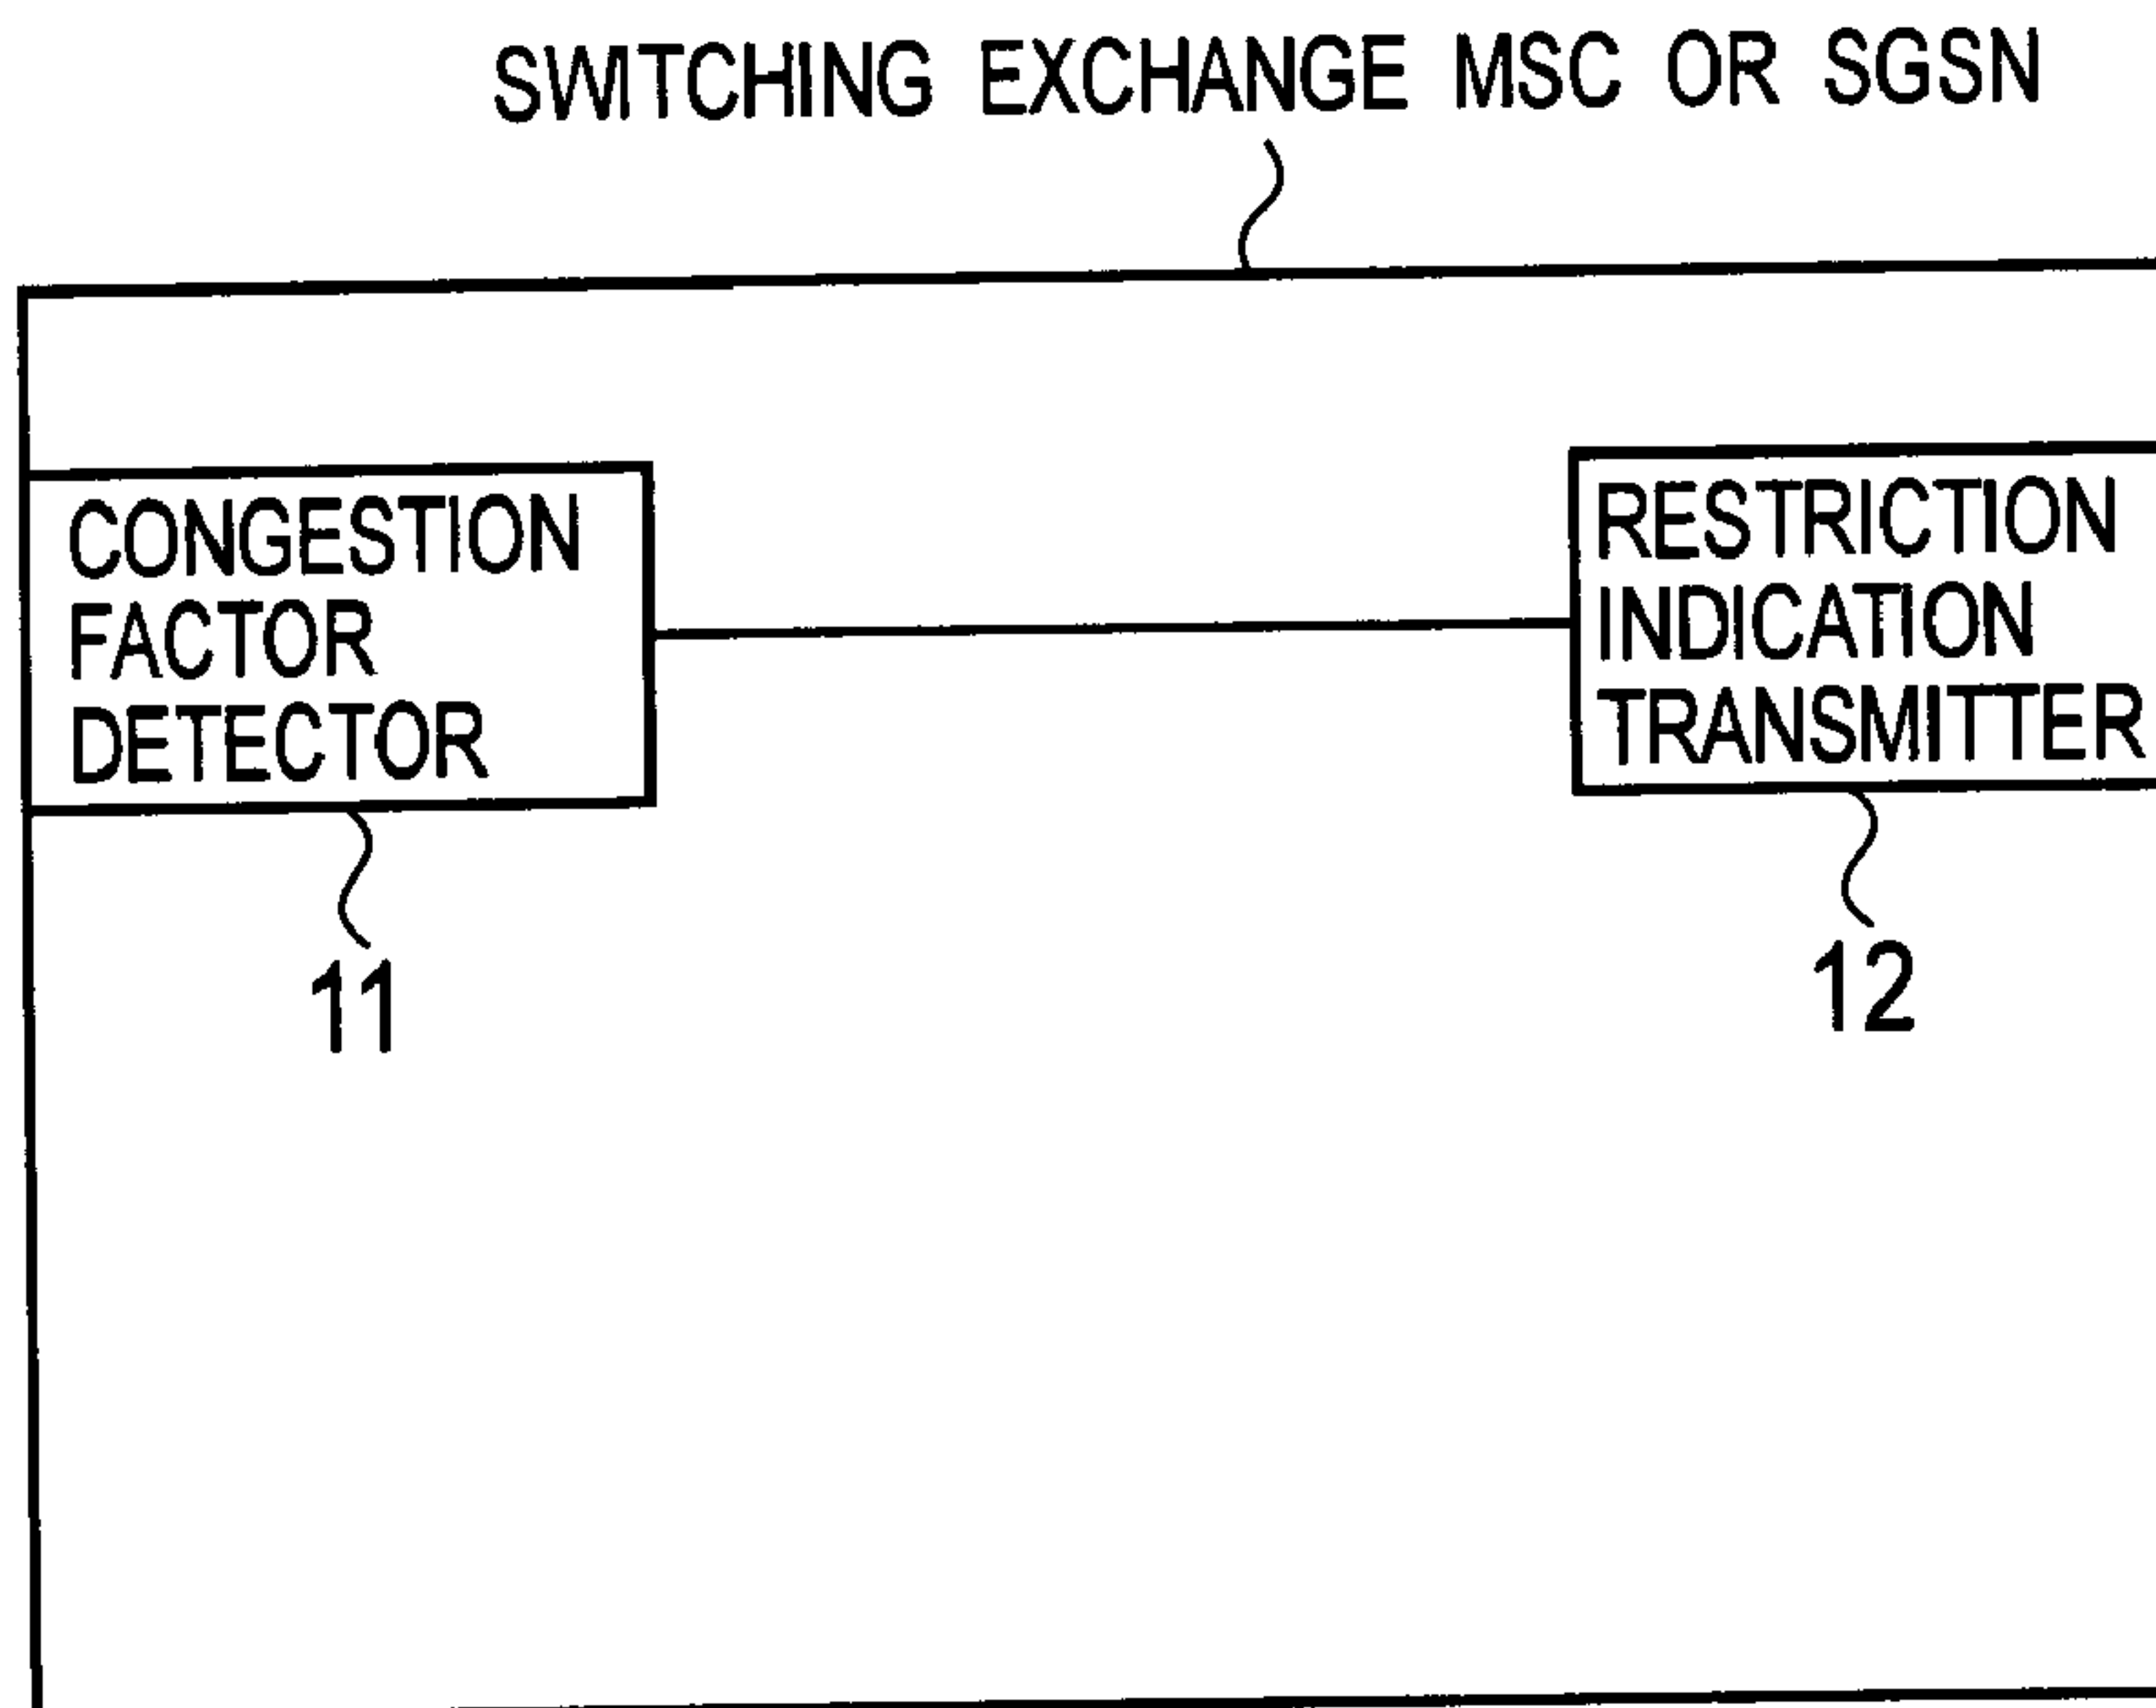 SWITCHING EXCHANGE MSC OR SGSN
CONGESTION
FACTOR
DETECTOR
RESTRICTION
INDICATION
TRANSMITTER
11
12